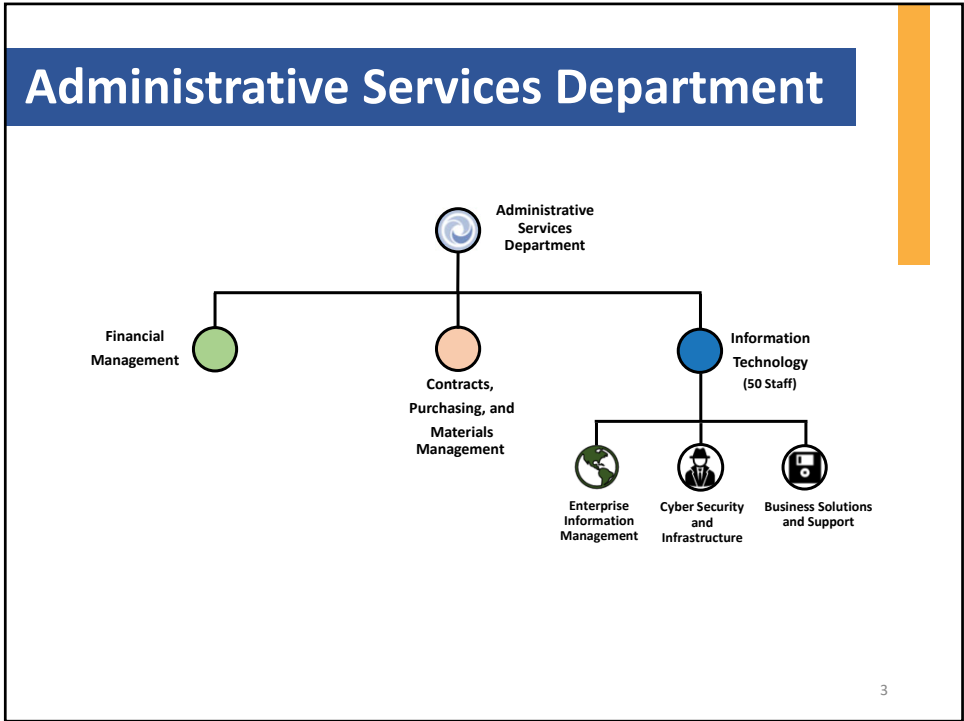 Administrative Services Department
Administrative
Services
Department
Financial
Management
Contracts,
Purchasing, and
Materials
Management
Information
Technology
(50 Staff)
Enterprise
Information
Management
Cyber Security
and
Infrastructure
Business Solutions
and Support
3